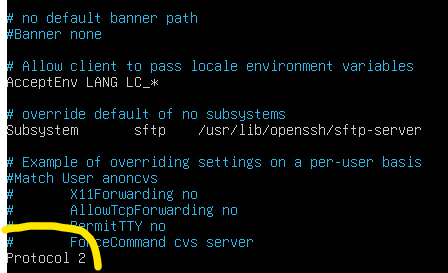 # no default banner path
#Banner none
# Allow client to pass locale environment variables
AcceptEnv LANG LC_*
# override default of no subsystems
Subsystem sftp /usr/lib/openssh/sftp-server
# Example of overriding settings on a per-user basis
#Match User anoncvs
# X11Forwarding no
# AllowTcpForwarding no
# PermitTTY no
# ForceCommand cvs server
Protocol 2